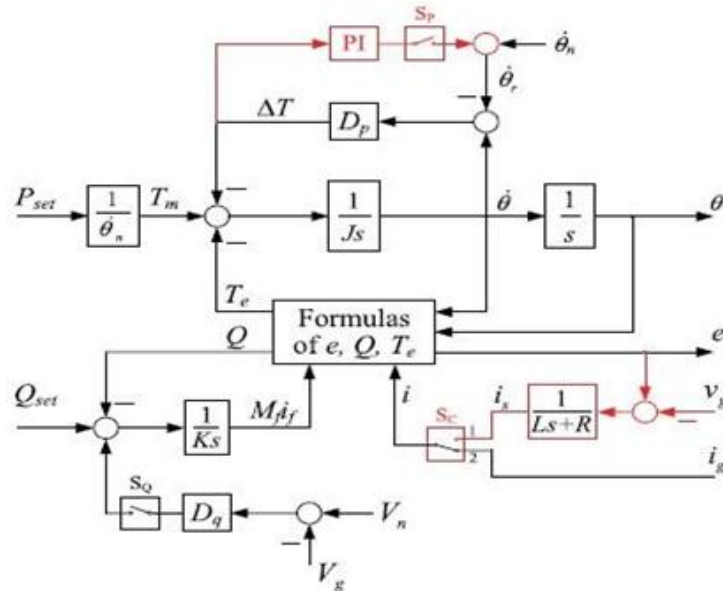 S_P
PI
θ̇_n
θ̇_r
ΔT
D_p
P_set
1/θ̇_n
T_m
1/Js
θ̇
1/s
θ
T_e
Formulas
of e, Q, T_e
Q
e
Q_set
1/Ks
M_f i_f
i
S_C
1
2
i_s
1/Ls+R
i_g
S_Q
D_q
V_n
V_g